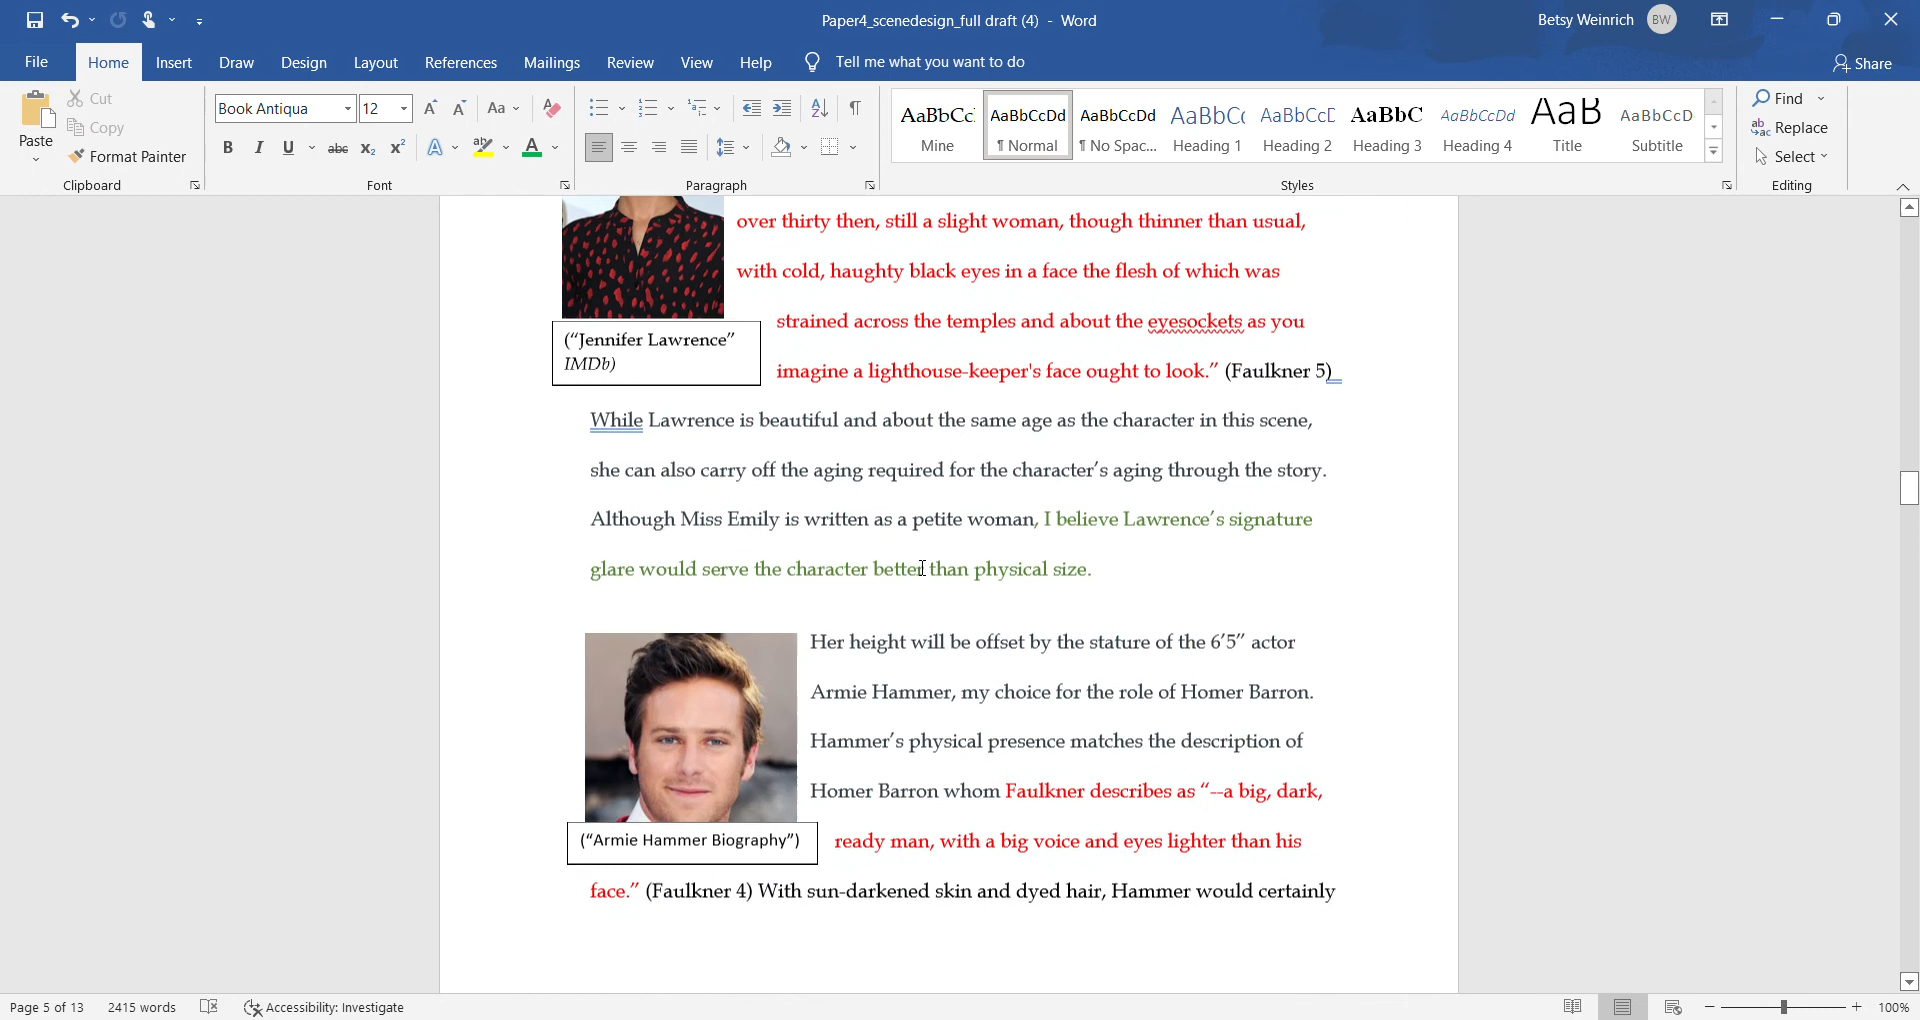 Paper4_scenedesign_full draft (4) - Word
Betsy Weinrich BW
File Home Insert Draw Design Layout References Mailings Review View Help Tell me what you want to do Share
Paste Cut
Copy
Format Painter
Clipboard
Book Antiqua 12 Aa
B I U abc x₂ x² A ab A
Font
Paragraph
AaBbCc AaBbCcDd AaBbCcDd AaBbCc AaBbCcC AaBbC AaBbCcDd AaB AaBbCcD
Mine ¶ Normal ¶ No Spac... Heading 1 Heading 2 Heading 3 Heading 4 Title Subtitle
Styles
Find
Replace
Select
Editing
over thirty then, still a slight woman, though thinner than usual,
with cold, haughty black eyes in a face the flesh of which was
strained across the temples and about the eyesockets as you
imagine a lighthouse-keeper's face ought to look.” (Faulkner 5)
(“Jennifer Lawrence”
IMDb)
While Lawrence is beautiful and about the same age as the character in this scene,
she can also carry off the aging required for the character’s aging through the story.
Although Miss Emily is written as a petite woman, I believe Lawrence’s signature
glare would serve the character better than physical size.
Her height will be offset by the stature of the 6’5” actor
Armie Hammer, my choice for the role of Homer Barron.
Hammer’s physical presence matches the description of
Homer Barron whom Faulkner describes as “--a big, dark,
(“Armie Hammer Biography”)
ready man, with a big voice and eyes lighter than his
face.” (Faulkner 4) With sun-darkened skin and dyed hair, Hammer would certainly
Page 5 of 13 2415 words Accessibility: Investigate 100%